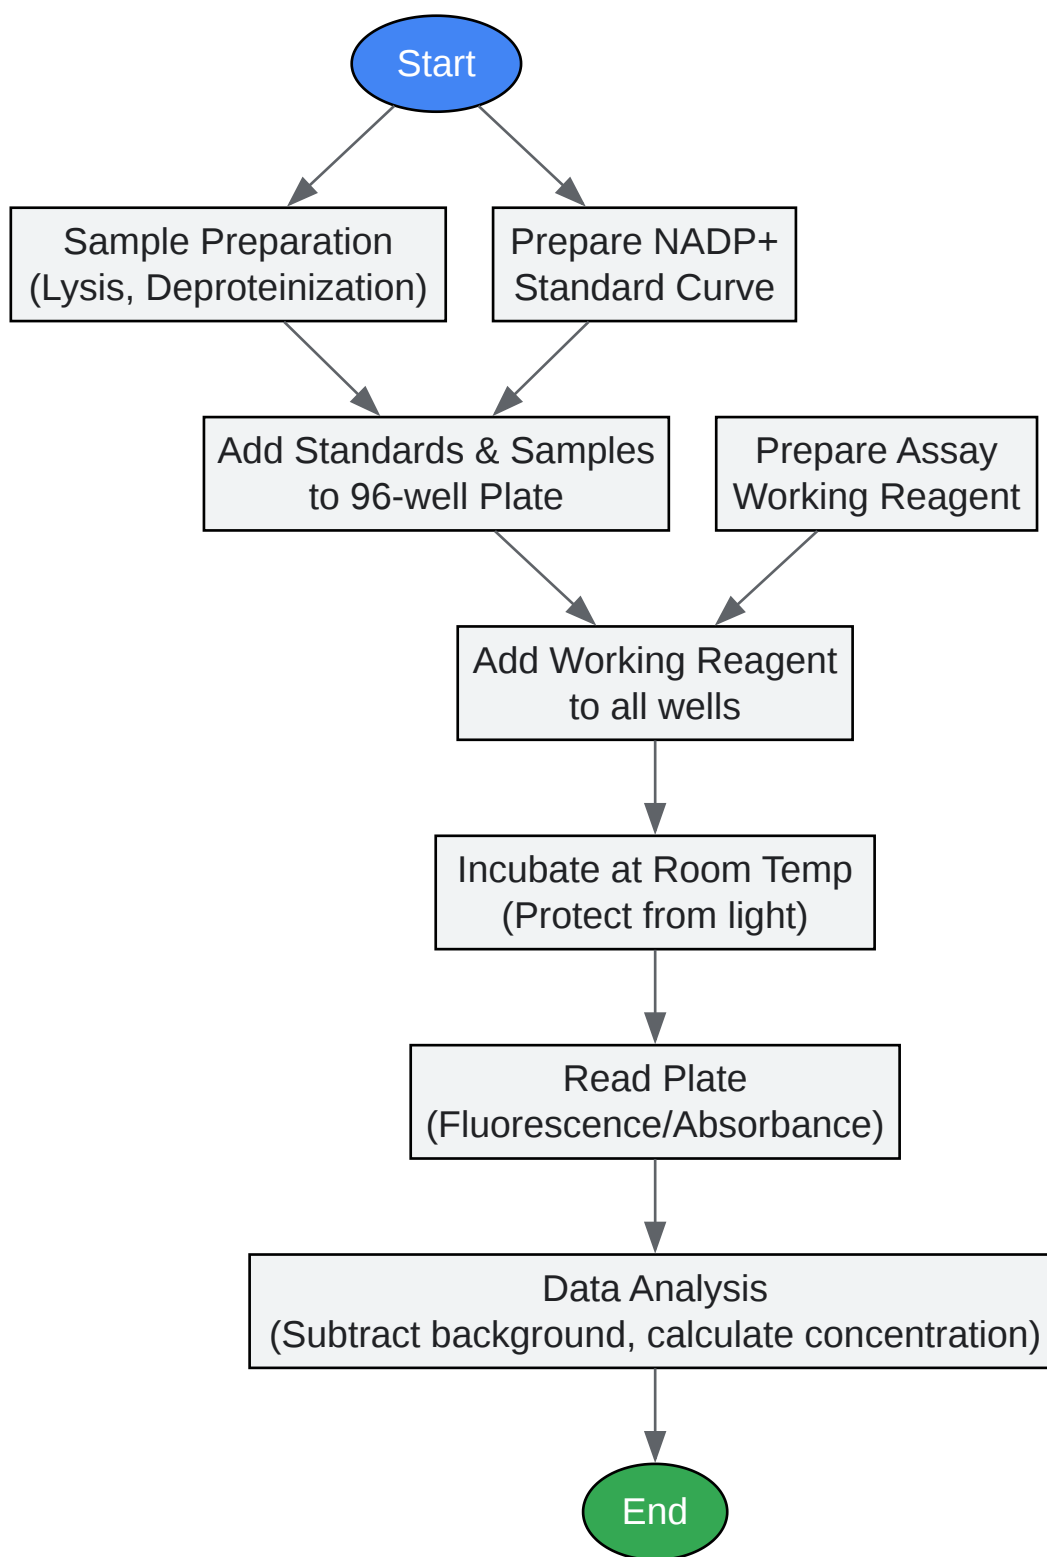 Start
Sample Preparation
(Lysis, Deproteinization)
Prepare NADP+
Standard Curve
Add Standards & Samples
to 96-well Plate
Prepare Assay
Working Reagent
Add Working Reagent
to all wells
Incubate at Room Temp
(Protect from light)
Read Plate
(Fluorescence/Absorbance)
Data Analysis
(Subtract background, calculate concentration)
End